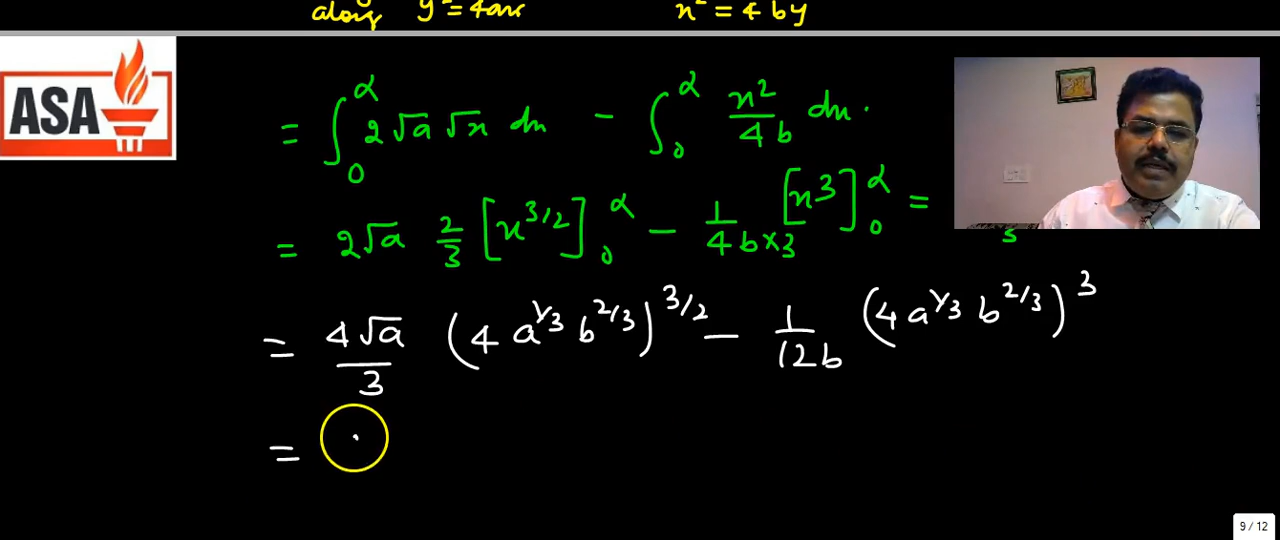 along y² = 4ax x² = 4by
ASA
= ∫₀^α 2√a √x dx − ∫₀^α x²/4b dx.
= 2√a 2/3 [x^{3/2}]₀^α − 1/(4b×3) [x³]₀^α =
= 4√a/3 (4 a^{1/3} b^{2/3})^{3/2} − 1/12b (4 a^{1/3} b^{2/3})³
=
9 / 12